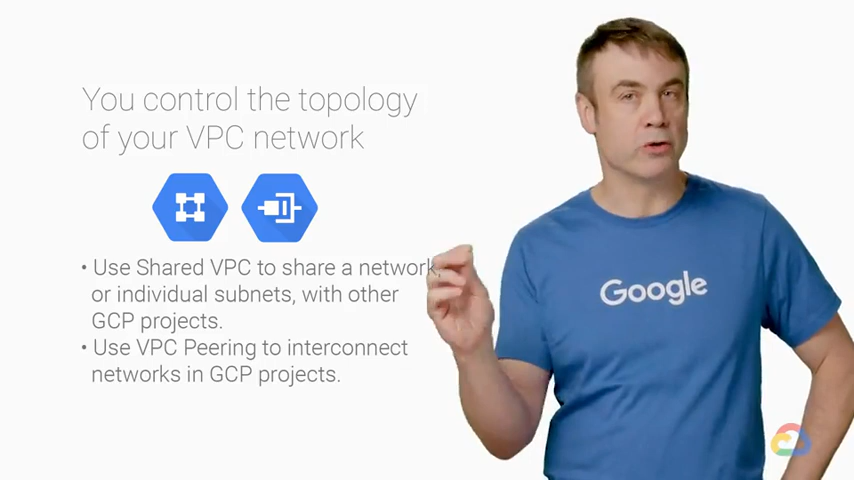 You control the topology
of your VPC network
• Use Shared VPC to share a network,
or individual subnets, with other
GCP projects.
• Use VPC Peering to interconnect
networks in GCP projects.
Google